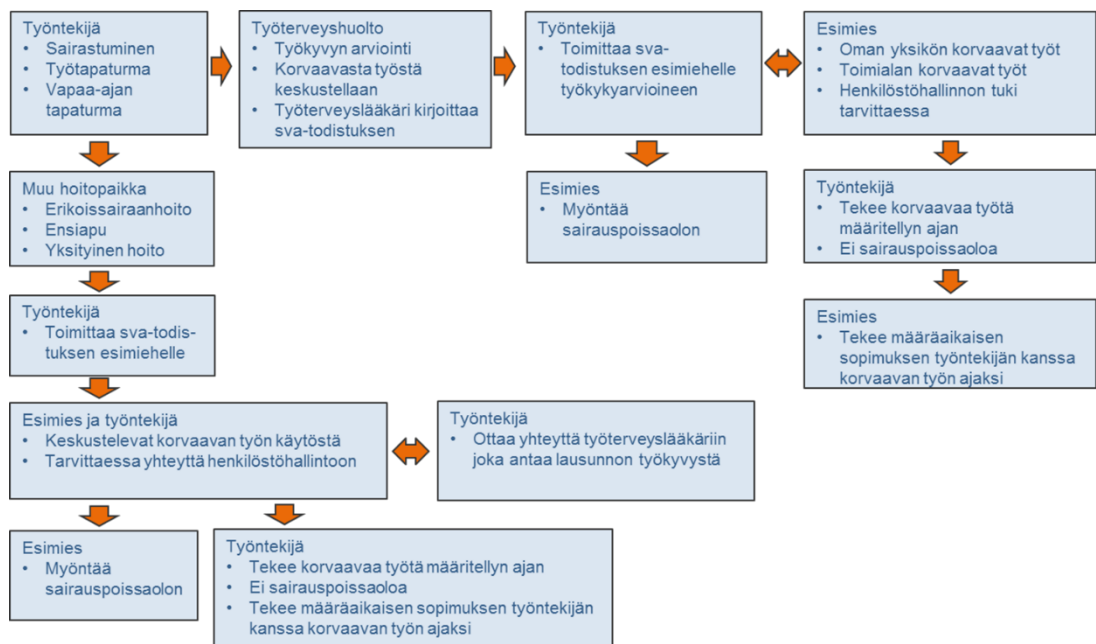 Työntekijä
• Sairastuminen
• Työtapaturma
• Vapaa-ajan
tapaturma
Työterveyshuolto
• Työkyvyn arviointi
• Korvaavasta työstä
keskustellaan
• Työterveyslääkäri kirjoittaa
sva-todistuksen
Työntekijä
• Toimittaa sva-
todistuksen esimiehelle
työkykyarvioineen
Esimies
• Oman yksikön korvaavat työt
• Toimialan korvaavat työt
• Henkilöstöhallinnon tuki
tarvittaessa
Muu hoitopaikka
• Erikoissairaanhoito
• Ensiapu
• Yksityinen hoito
Esimies
• Myöntää
sairauspoissaolon
Työntekijä
• Tekee korvaavaa työtä
määritellyn ajan
• Ei sairauspoissaoloa
Työntekijä
• Toimittaa sva-todis-
tuksen esimiehelle
Esimies
• Tekee määräaikaisen
sopimuksen työntekijän kanssa
korvaavan työn ajaksi
Esimies ja työntekijä
• Keskustelevat korvaavan työn käytöstä
• Tarvittaessa yhteyttä henkilöstöhallintoon
Työntekijä
• Ottaa yhteyttä työterveyslääkäriin
joka antaa lausunnon työkyvystä
Esimies
• Myöntää
sairauspoissaolon
Työntekijä
• Tekee korvaavaa työtä määritellyn ajan
• Ei sairauspoissaoloa
• Tekee määräaikaisen sopimuksen työntekijän
kanssa korvaavan työn ajaksi